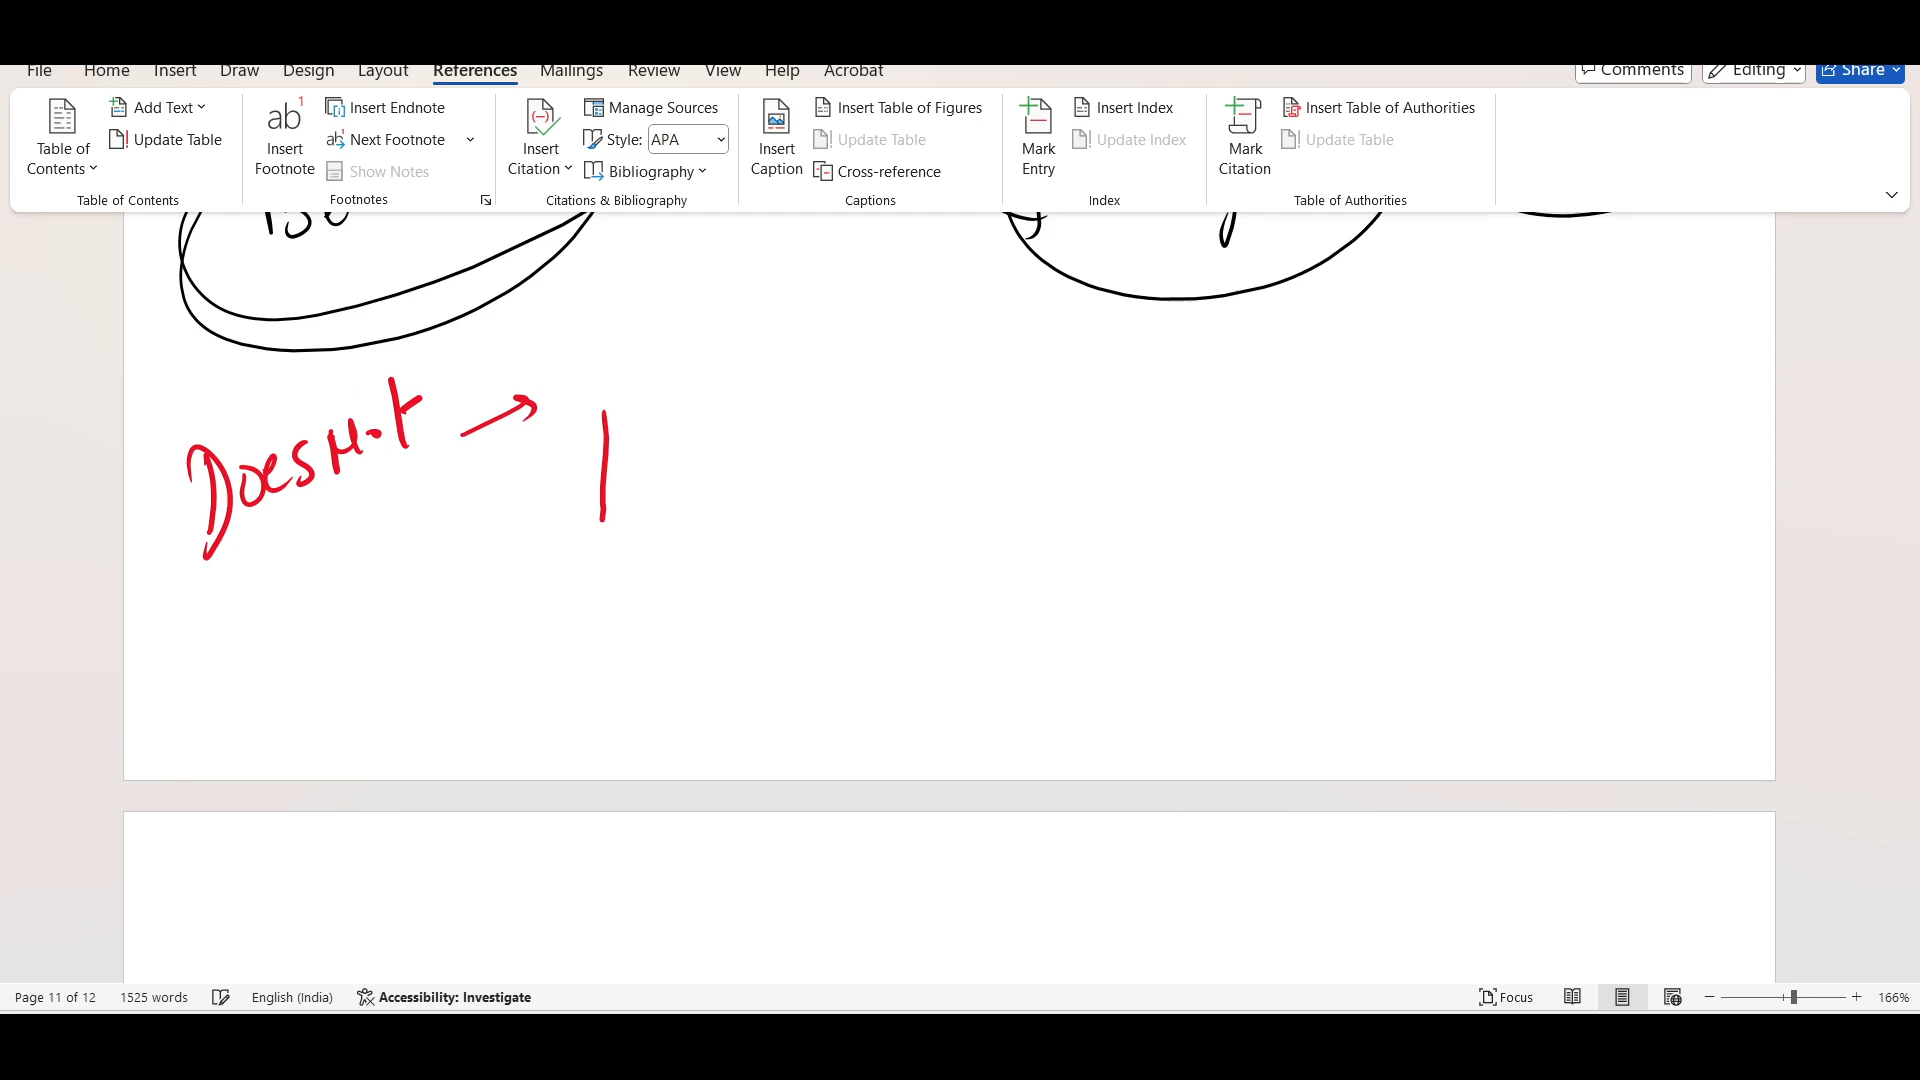 File Home Insert Draw Design Layout References Mailings Review View Help Acrobat Comments Editing Share
Table of Contents
Add Text
Update Table
Table of Contents
ab1
Insert Footnote
Insert Endnote
Next Footnote
Show Notes
Footnotes
Insert Citation
Manage Sources
Style: APA
Bibliography
Citations & Bibliography
Insert Caption
Insert Table of Figures
Update Table
Cross-reference
Captions
Mark Entry
Insert Index
Update Index
Index
Mark Citation
Insert Table of Authorities
Update Table
Table of Authorities
Does
Page 11 of 12 1525 words English (India) Accessibility: Investigate Focus 166%